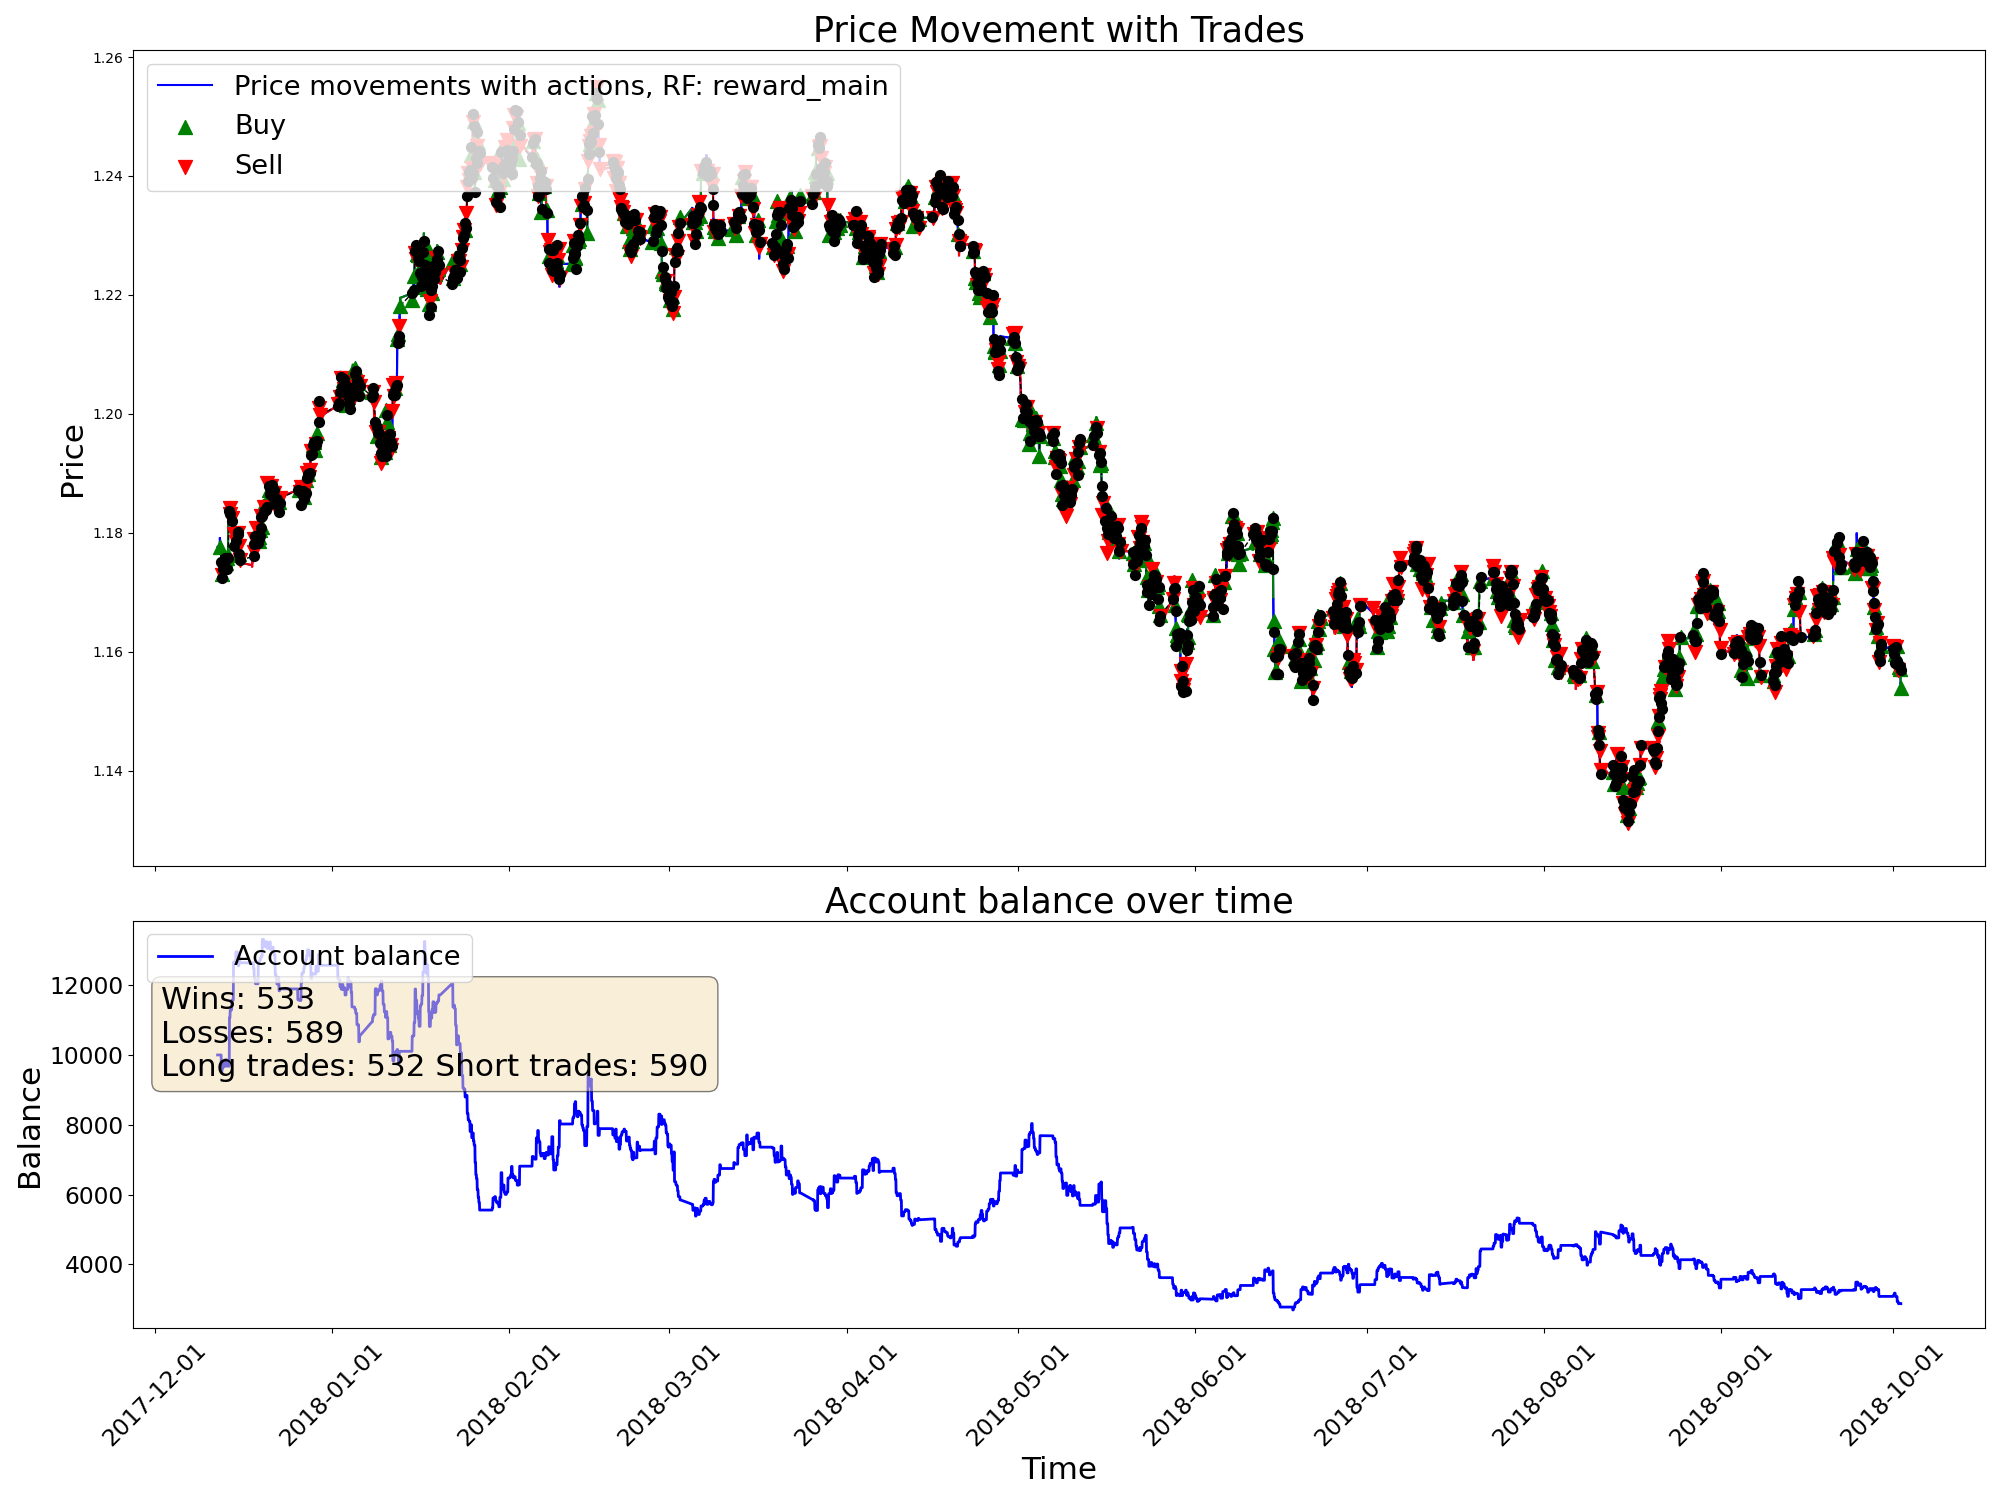 Price Movement with Trades
Price movements with actions, RF: reward_main
Buy
Sell
Price
1.26
1.24
1.22
1.20
1.18
1.16
1.14
Account balance over time
Account balance
Wins: 533
Losses: 589
Long trades: 532 Short trades: 590
Balance
12000
10000
8000
6000
4000
2017-12-01
2018-01-01
2018-02-01
2018-03-01
2018-04-01
2018-05-01
2018-06-01
2018-07-01
2018-08-01
2018-09-01
2018-10-01
Time